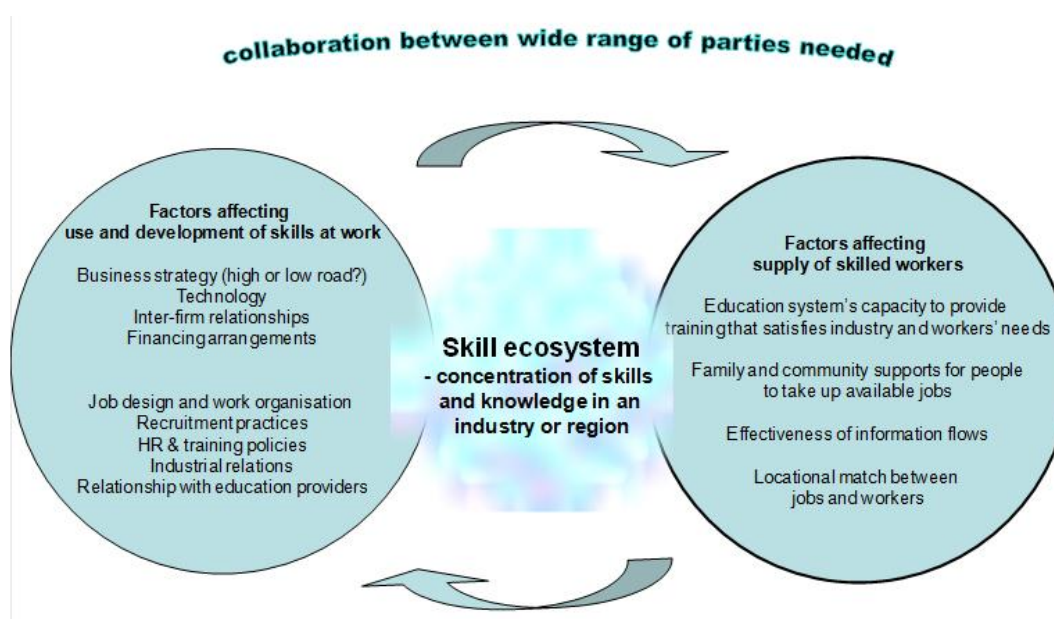 collaboration between wide range of parties needed
Factors affecting
use and development of skills at work
Business strategy (high or low road?)
Technology
Inter-firm relationships
Financing arrangements
Job design and work organisation
Recruitment practices
HR & training policies
Industrial relations
Relationship with education providers
Skill ecosystem
- concentration of skills
and knowledge in an
industry or region
Factors affecting
supply of skilled workers
Education system's capacity to provide
training that satisfies industry and workers' needs
Family and community supports for people
to take up available jobs
Effectiveness of information flows
Locational match between
jobs and workers